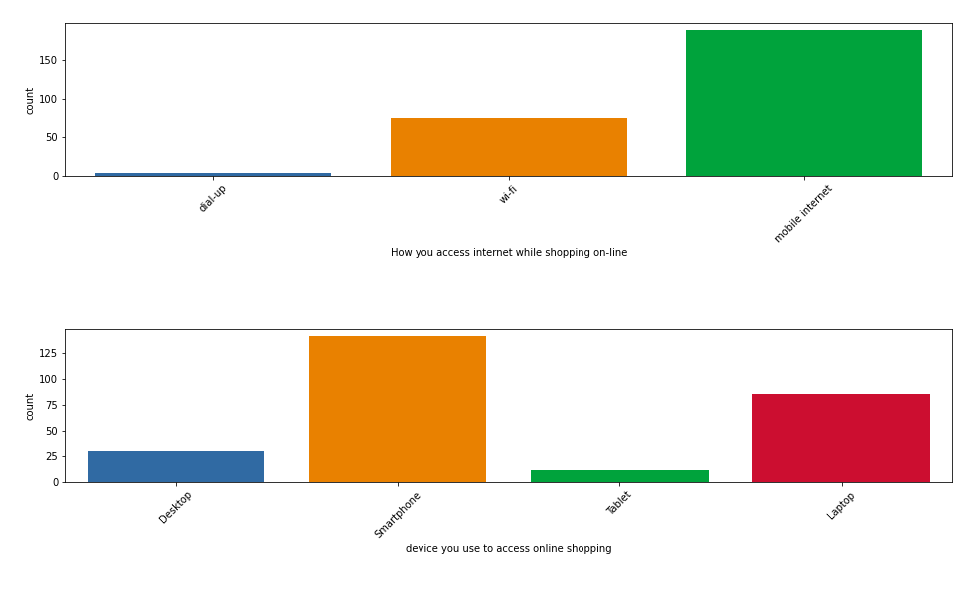 150
100
50
0
count
dial-up
wi-fi
mobile internet
How you access internet while shopping on-line
125
100
75
50
25
0
count
Desktop
Smartphone
Tablet
Laptop
device you use to access online shopping